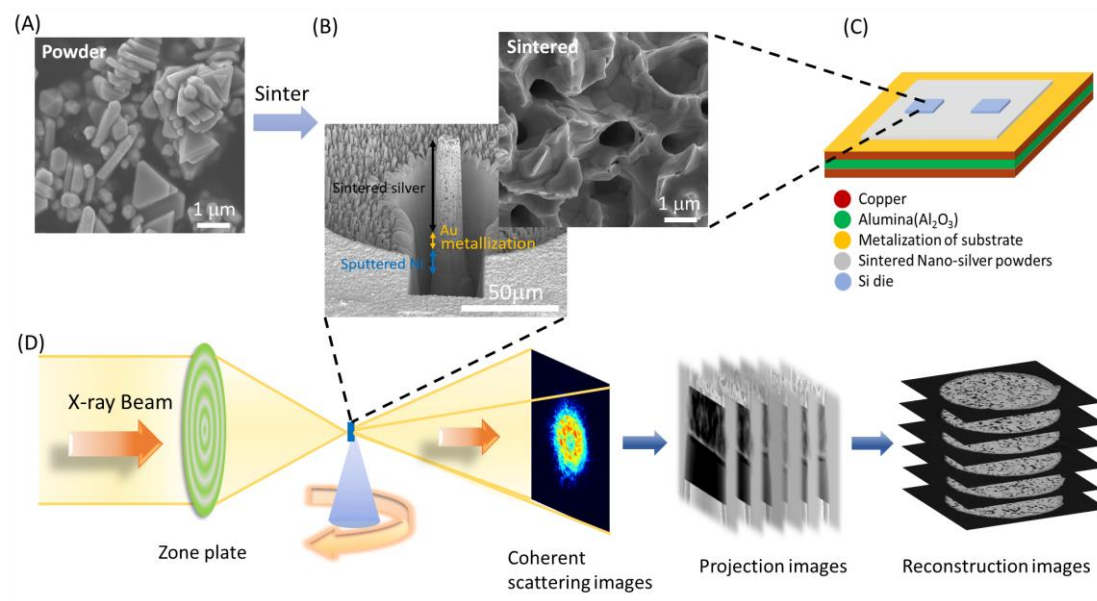 (A)
Powder
1 μm
Sinter
(B)
Sintered
1 μm
Sintered silver
Au
metallization
Sputtered Ni
50μm
(C)
Copper
Alumina(Al₂O₃)
Metalization of substrate
Sintered Nano-silver powders
Si die
(D)
X-ray Beam
Zone plate
Coherent
scattering images
Projection images
Reconstruction images